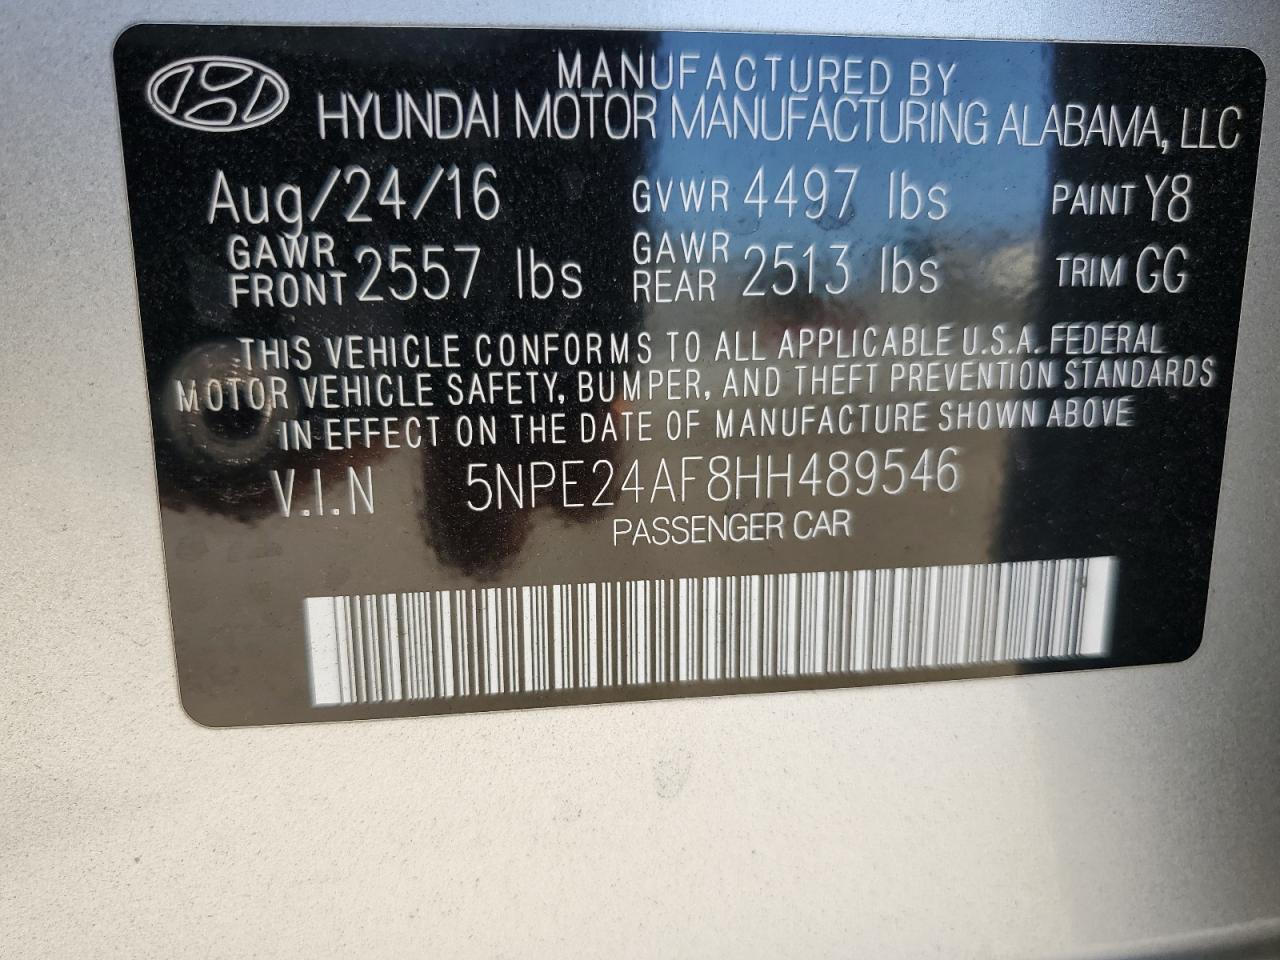 MANUFACTURED BY
HYUNDAI MOTOR MANUFACTURING ALABAMA, LLC
Aug/24/16 GVWR 4497 lbs PAINT Y8
GAWR FRONT 2557 lbs GAWR REAR 2513 lbs TRIM GG
THIS VEHICLE CONFORMS TO ALL APPLICABLE U.S.A. FEDERAL
MOTOR VEHICLE SAFETY, BUMPER, AND THEFT PREVENTION STANDARDS
IN EFFECT ON THE DATE OF MANUFACTURE SHOWN ABOVE
V.I.N 5NPE24AF8HH489546
PASSENGER CAR